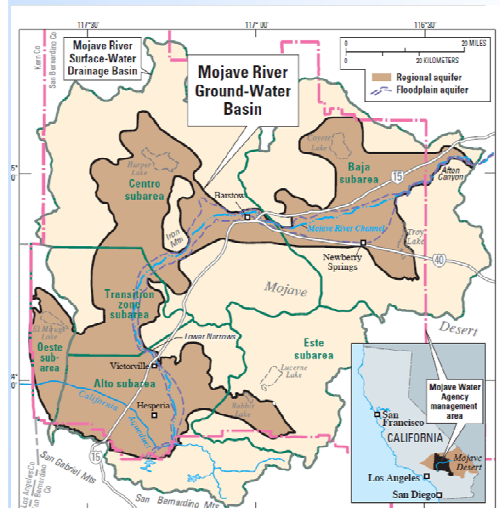 117°30'
117° 00'
116°30'
Kern Co
San Bernardino Co
Mojave River
Surface-Water
Drainage Basin
Mojave River
Ground-Water
Basin
0
20 MILES
0
20 KILOMETERS
Regional aquifer
Floodplain aquifer
Coyote
Lake
Baja
subarea
15
Afton
Canyon
5°
0'
Harper
Lake
Centro
subarea
Barstow
Iron
Mtn
Mojave River Channel
Troy
Lake
Newberry
Springs
40
Mojave
Desert
Transition
zone
subarea
El Mirage
Lake
Oeste
sub-
area
Lower Narrows
Victorville
Este
subarea
Lucerne
Lake
0'
Alto subarea
California
Aqueduct
Hesperia
Rabbit
Lake
15
San Gabriel Mts
San Bernardino Mts
Los Angeles Co
San Bernardino
Co
Mojave Water
Agency
management
area
San
Francisco
CALIFORNIA
Mojave
Desert
Los Angeles
San Diego